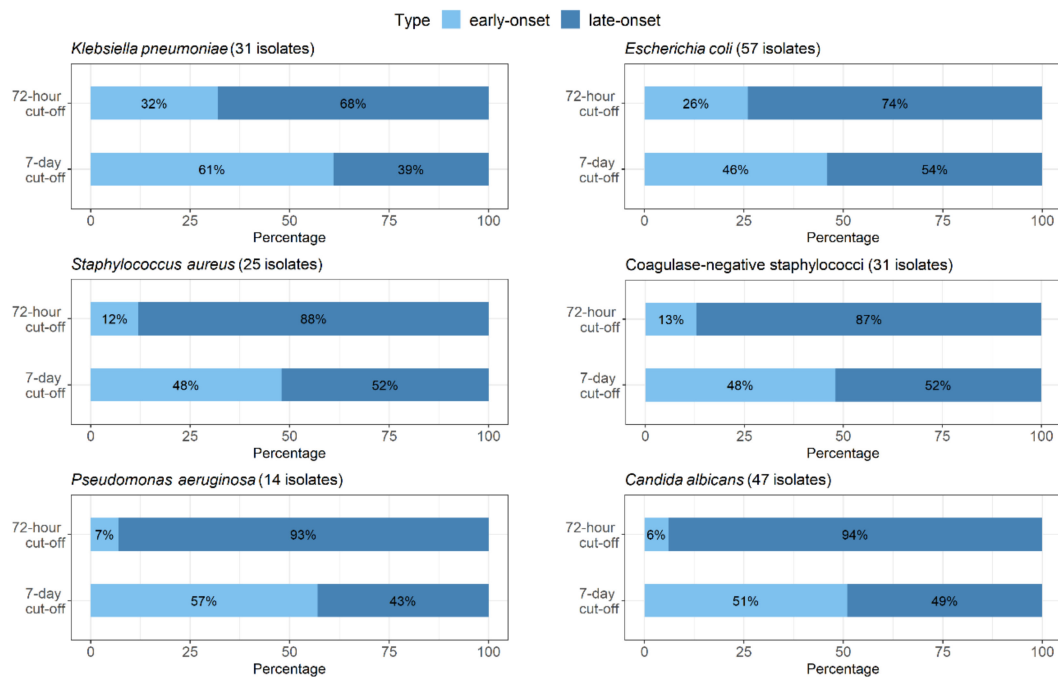 Type early-onset late-onset
Klebsiella pneumoniae (31 isolates)
72-hour
cut-off
32% 68%
7-day
cut-off
61% 39%
0 25 50 75 100
Percentage
Escherichia coli (57 isolates)
72-hour
cut-off
26% 74%
7-day
cut-off
46% 54%
0 25 50 75 100
Percentage
Staphylococcus aureus (25 isolates)
72-hour
cut-off
12% 88%
7-day
cut-off
48% 52%
0 25 50 75 100
Percentage
Coagulase-negative staphylococci (31 isolates)
72-hour
cut-off
13% 87%
7-day
cut-off
48% 52%
0 25 50 75 100
Percentage
Pseudomonas aeruginosa (14 isolates)
72-hour
cut-off
7% 93%
7-day
cut-off
57% 43%
0 25 50 75 100
Percentage
Candida albicans (47 isolates)
72-hour
cut-off
6% 94%
7-day
cut-off
51% 49%
0 25 50 75 100
Percentage